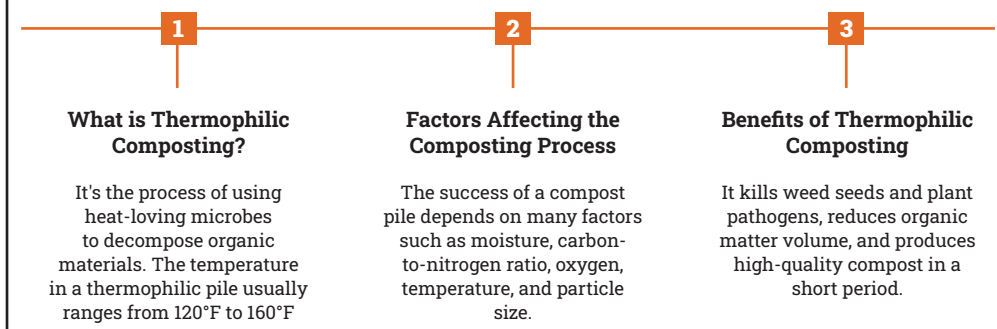 1
What is Thermophilic
Composting?
It's the process of using
heat-loving microbes
to decompose organic
materials. The temperature
in a thermophilic pile usually
ranges from 120°F to 160°F
2
Factors Affecting the
Composting Process
The success of a compost
pile depends on many factors
such as moisture, carbon-
to-nitrogen ratio, oxygen,
temperature, and particle
size.
3
Benefits of Thermophilic
Composting
It kills weed seeds and plant
pathogens, reduces organic
matter volume, and produces
high-quality compost in a
short period.